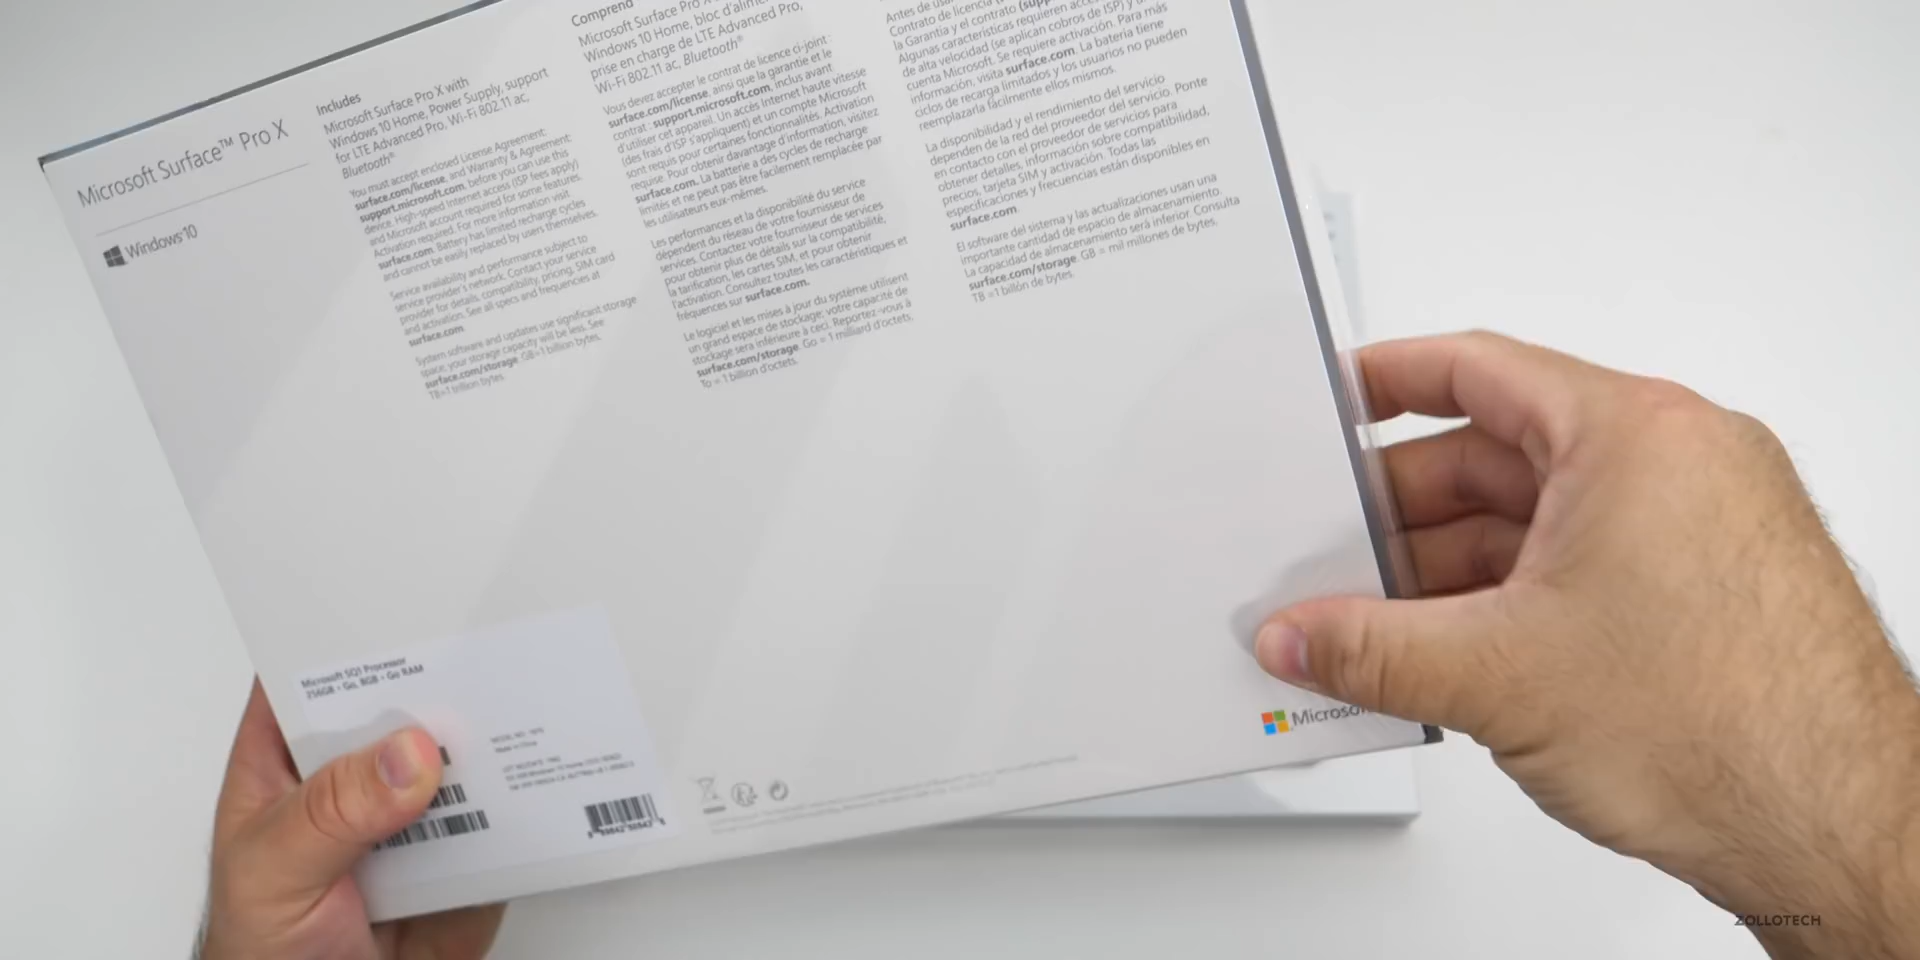 Microsoft Surface™ Pro X
Windows 10
Includes
Microsoft Surface Pro X with
Windows 10 Home, Power Supply, support
for LTE Advanced Pro, Wi-Fi 802.11 ac,
Bluetooth®
You must accept enclosed License Agreement:
surface.com/license, and Warranty & Agreement:
support.microsoft.com, before you can use this
device. High-speed Internet access (ISP fees apply)
and Microsoft account required for some features.
Activation required. For more information visit
surface.com. Battery has limited recharge cycles
and cannot be easily replaced by users themselves.
Service availability and performance subject to
service provider's network. Contact your service
provider for details, compatibility, pricing, SIM card
and activation. See all specs and frequencies at
surface.com.
System software and updates use significant storage
space; your storage capacity will be less. See
surface.com/storage. GB=1 billion bytes.
TB=1 trillion bytes.
Comprend
Microsoft Surface Pro X
Windows 10 Home, bloc d'alim
prise en charge de LTE Advanced Pro,
Wi-Fi 802.11 ac, Bluetooth®
Vous devez accepter le contrat de licence ci-joint :
surface.com/license, ainsi que la garantie et le
contrat : support.microsoft.com, inclus avant
d'utiliser cet appareil. Un accès Internet haute vitesse
(des frais d'ISP s'appliquent) et un compte Microsoft
sont requis pour certaines fonctionnalités. Activation
requise. Pour obtenir davantage d'information, visitez
surface.com. La batterie a des cycles de recharge
limités et ne peut pas être facilement remplacée par
les utilisateurs eux-mêmes.
Les performances et la disponibilité du service
dépendent du réseau de votre fournisseur de
services. Contactez votre fournisseur de services
pour obtenir plus de détails sur la compatibilité,
la tarification, les cartes SIM, et pour obtenir
l'activation. Consultez toutes les caractéristiques et
fréquences sur surface.com.
Le logiciel et les mises à jour du système utilisent
un grand espace de stockage; votre capacité de
stockage sera inférieure à ceci. Reportez-vous à
surface.com/storage. Go = 1 milliard d'octets.
To = 1 billion d'octets.
Antes de usa
Contrato de licencia
la Garantía y el contrato (supp
Algunas características requieren acce
de alta velocidad (se aplican cobros de ISP) y u
cuenta Microsoft. Se requiere activación. Para más
información, visita surface.com. La batería tiene
ciclos de recarga limitados y los usuarios no pueden
reemplazarla fácilmente ellos mismos.
La disponibilidad y el rendimiento del servicio
dependen de la red del proveedor del servicio. Ponte
en contacto con el proveedor de servicios para
obtener detalles, información sobre compatibilidad,
precios, tarjeta SIM y activación. Todas las
especificaciones y frecuencias están disponibles en
surface.com.
El software del sistema y las actualizaciones usan una
importante cantidad de espacio de almacenamiento.
La capacidad de almacenamiento será inferior. Consulta
surface.com/storage. GB = mil millones de bytes.
TB =1 billón de bytes.
Microsoft SQ1 Processor
256GB • Go, 8GB • Go RAM
Made in China
Microsof
ZOLLOTECH